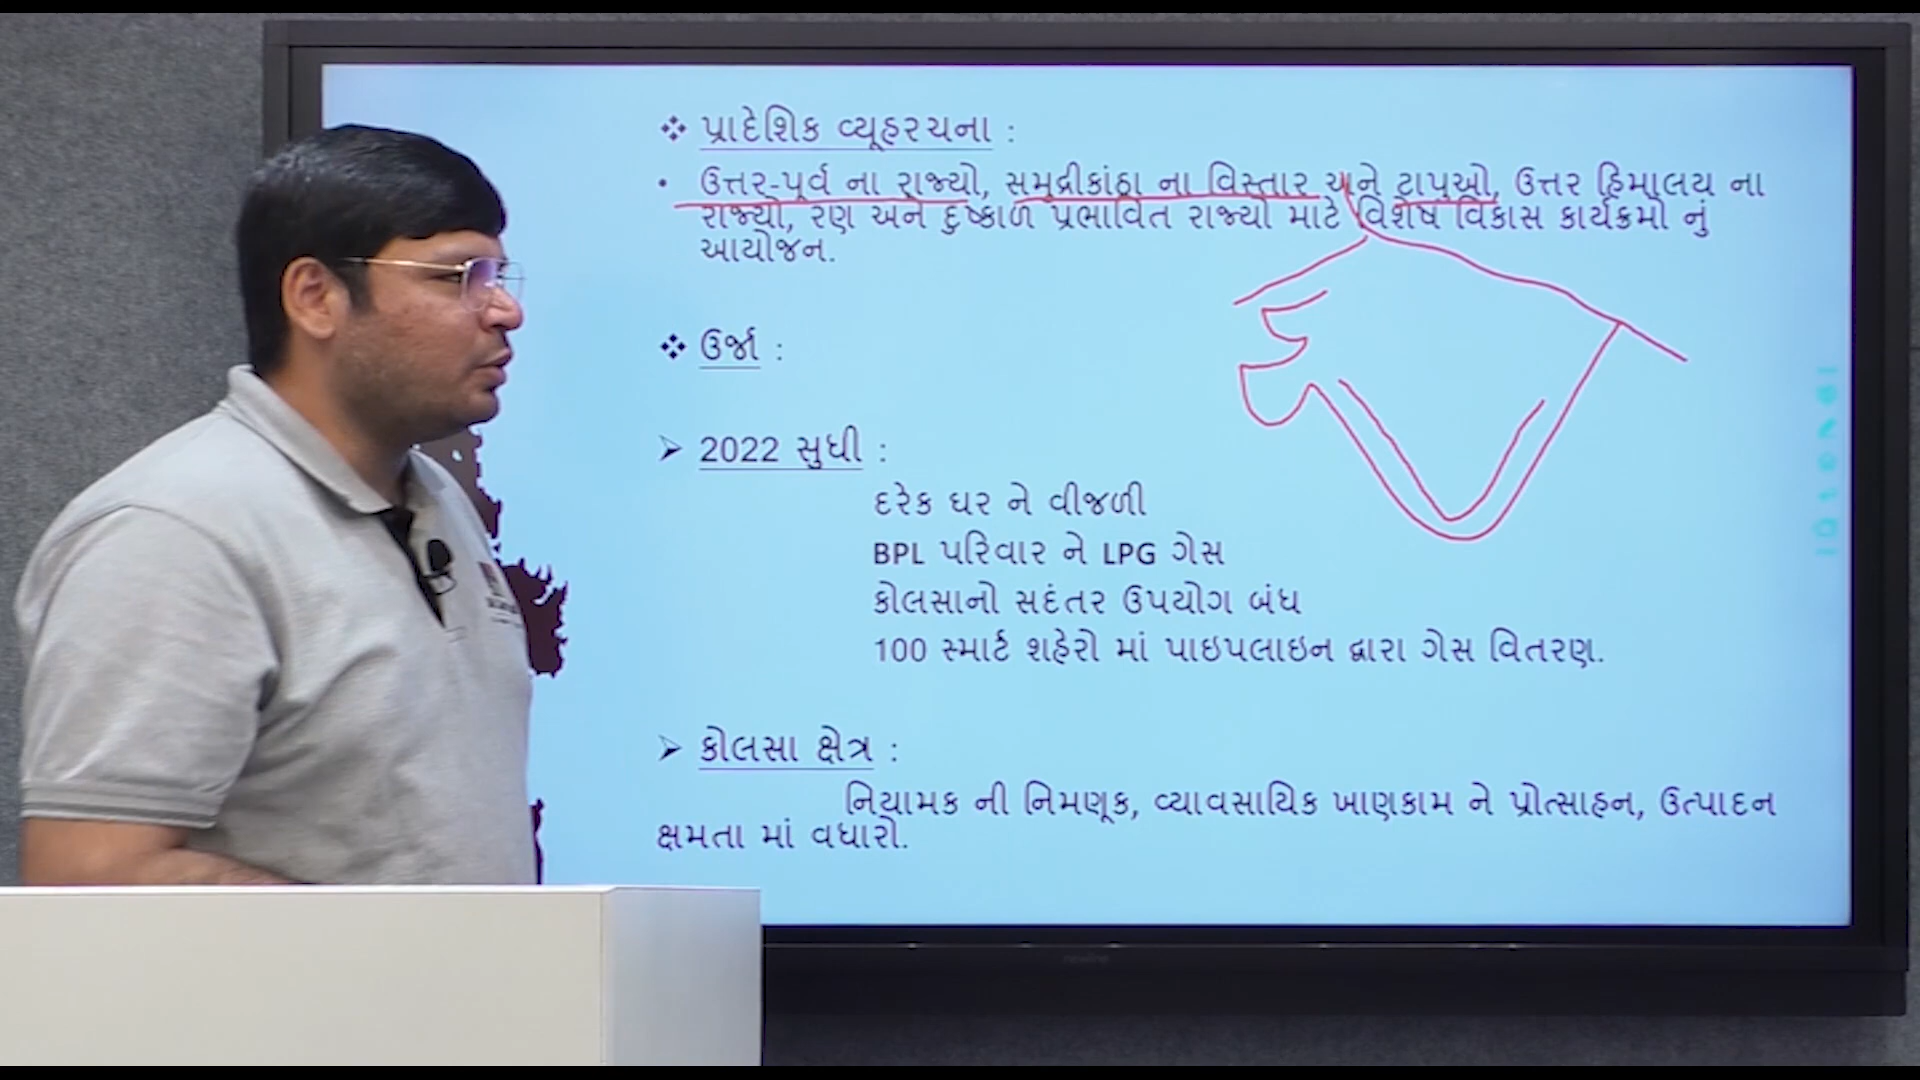 ❖ પ્રાદેશિક વ્યૂહરચના :
• ઉત્તર-પૂર્વ ના રાજ્યો, સમુદ્રીકાંઠા ના વિસ્તાર અને ટાપુઓ, ઉત્તર હિમાલય ના
રાજ્યો, રણ અને દુષ્કાળ પ્રભાવિત રાજ્યો માટે વિશેષ વિકાસ કાર્યક્રમો નું
આયોજન.
❖ ઉર્જા :
➢ 2022 સુધી :
દરેક ઘર ને વીજળી
BPL પરિવાર ને LPG ગેસ
કોલસાનો સદંતર ઉપયોગ બંધ
100 સ્માર્ટ શહેરો માં પાઇપલાઇન દ્વારા ગેસ વિતરણ.
➢ કોલસા ક્ષેત્ર :
નિયામક ની નિમણૂક, વ્યાવસાયિક ખાણકામ ને પ્રોત્સાહન, ઉત્પાદન
ક્ષમતા માં વધારો.